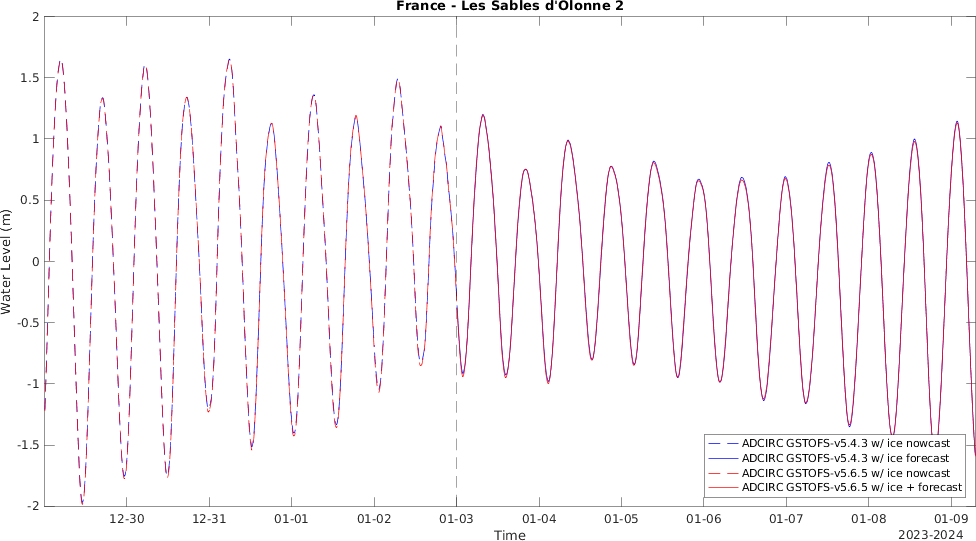 France - Les Sables d'Olonne 2
2
1.5
1
0.5
0
-0.5
-1
-1.5
-2
Water Level (m)
ADCIRC GSTOFS-v5.4.3 w/ ice nowcast
ADCIRC GSTOFS-v5.4.3 w/ ice forecast
ADCIRC GSTOFS-v5.6.5 w/ ice nowcast
ADCIRC GSTOFS-v5.6.5 w/ ice + forecast
12-30 12-31 01-01 01-02 01-03 01-04 01-05 01-06 01-07 01-08 01-09
Time
2023-2024